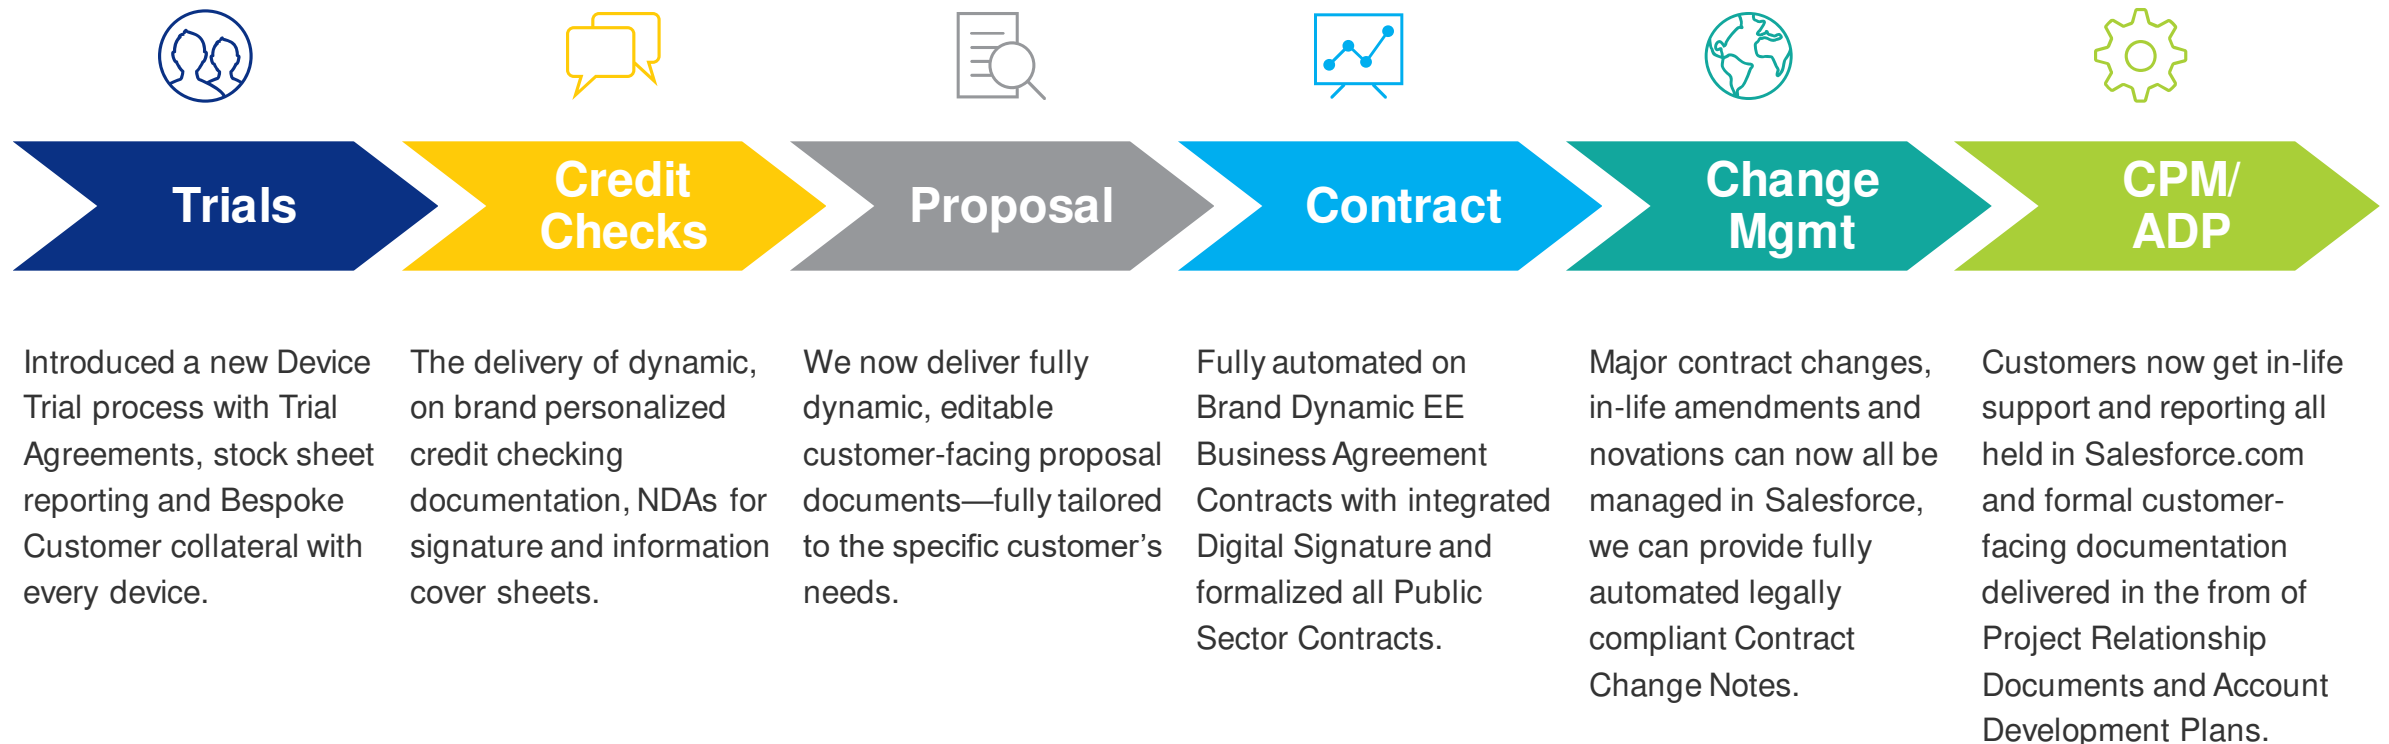 Trials
Credit
Checks
Proposal
Contract
Change
Mgmt
CPM/
ADP
Introduced a new Device
Trial process with Trial
Agreements, stock sheet
reporting and Bespoke
Customer collateral with
every device.
The delivery of dynamic,
on brand personalized
credit checking
documentation, NDAs for
signature and information
cover sheets.
We now deliver fully
dynamic, editable
customer-facing proposal
documents—fully tailored
to the specific customer’s
needs.
Fully automated on
Brand Dynamic EE
Business Agreement
Contracts with integrated
Digital Signature and
formalized all Public
Sector Contracts.
Major contract changes,
in-life amendments and
novations can now all be
managed in Salesforce,
we can provide fully
automated legally
compliant Contract
Change Notes.
Customers now get in-life
support and reporting all
held in Salesforce.com
and formal customer-
facing documentation
delivered in the from of
Project Relationship
Documents and Account
Development Plans.